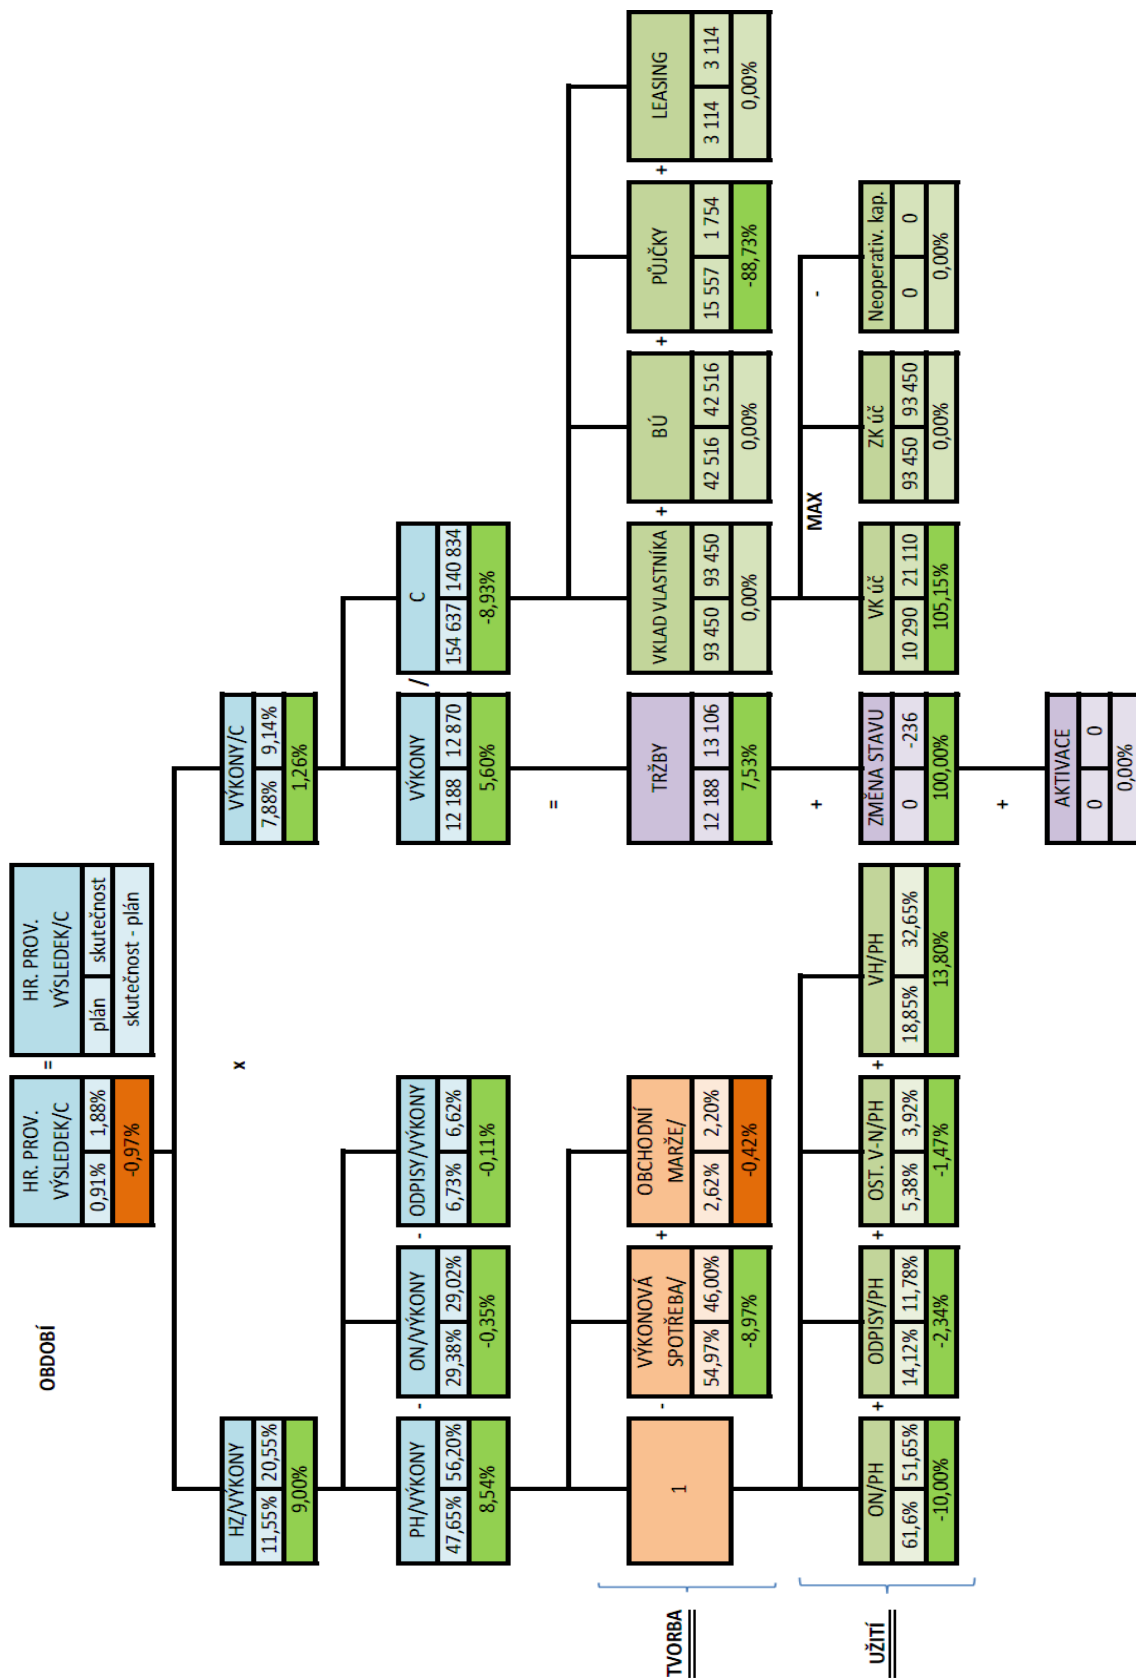 OBDOBÍ
HR. PROV.
VÝSLEDEK/C
0,91% 1,88%
-0,97%
=
HR. PROV.
VÝSLEDEK/C
plán skutečnost
skutečnost - plán
HZ/VÝKONY
11,55% 20,55%
9,00%
x
VÝKONY/C
7,88% 9,14%
1,26%
PH/VÝKONY
47,65% 56,20%
8,54%
-
ON/VÝKONY
29,38% 29,02%
-0,35%
-
ODPISY/VÝKONY
6,73% 6,62%
-0,11%
VÝKONY
12 188 12 870
5,60%
/
C
154 637 140 834
-8,93%
=
TVORBA
1
-
VÝKONOVÁ
SPOTŘEBA/
54,97% 46,00%
-8,97%
+
OBCHODNÍ
MARŽE/
2,62% 2,20%
-0,42%
TRŽBY
12 188 13 106
7,53%
VKLAD VLASTNÍKA
93 450 93 450
0,00%
+
BÚ
42 516 42 516
0,00%
+
PŮJČKY
15 557 1 754
-88,73%
+
LEASING
3 114 3 114
0,00%
+
MAX
-
UŽITÍ
ON/PH
61,6% 51,65%
-10,00%
+
ODPISY/PH
14,12% 11,78%
-2,34%
+
OST. V-N/PH
5,38% 3,92%
-1,47%
+
VH/PH
18,85% 32,65%
13,80%
ZMĚNA STAVU
0 -236
100,00%
VK úč
10 290 21 110
105,15%
ZK úč
93 450 93 450
0,00%
Neoperativ. kap.
0 0
0,00%
+
AKTIVACE
0 0
0,00%